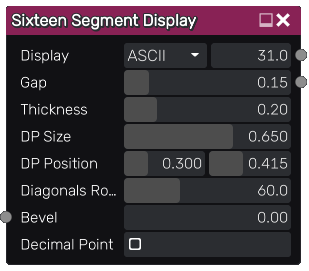 Sixteen Segment Display
Display ASCII 31.0
Gap 0.15
Thickness 0.20
DP Size 0.650
DP Position 0.300 0.415
Diagonals Ro... 60.0
Bevel 0.00
Decimal Point